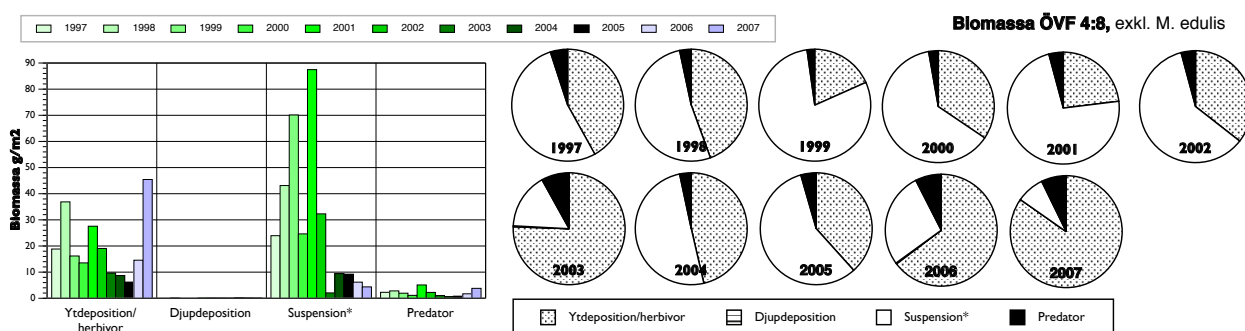 Biomassa ÖVF 4:8, exkl. M. edulis
1997 1998 1999 2000 2001 2002 2003 2004 2005 2006 2007
Biomassa g/m2
90
80
70
60
50
40
30
20
10
0
Ytdeposition/
herbivor
Djupdeposition
Suspension*
Predator
1997 1998 1999 2000 2001 2002
2003 2004 2005 2006 2007
Ytdeposition/herbivor Djupdeposition Suspension* Predator